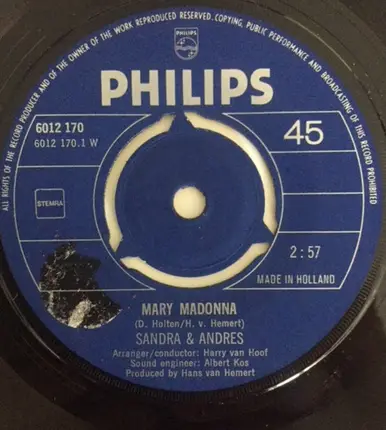 ALL RIGHTS OF THE RECORD PRODUCER AND OF THE OWNER OF THE WORK REPRODUCED RESERVED. COPYING, PUBLIC PERFORMANCE AND BROADCASTING OF THIS RECORD PROHIBITED
PHILIPS
PHILIPS
6012 170
45
6012 170.1 W
STEMRA
2:57
MADE IN HOLLAND
MARY MADONNA
(D. Holten/H. v. Hemert)
SANDRA & ANDRES
Arranger/conductor: Harry van Hoof
Sound engineer: Albert Kos
Produced by Hans van Hemert